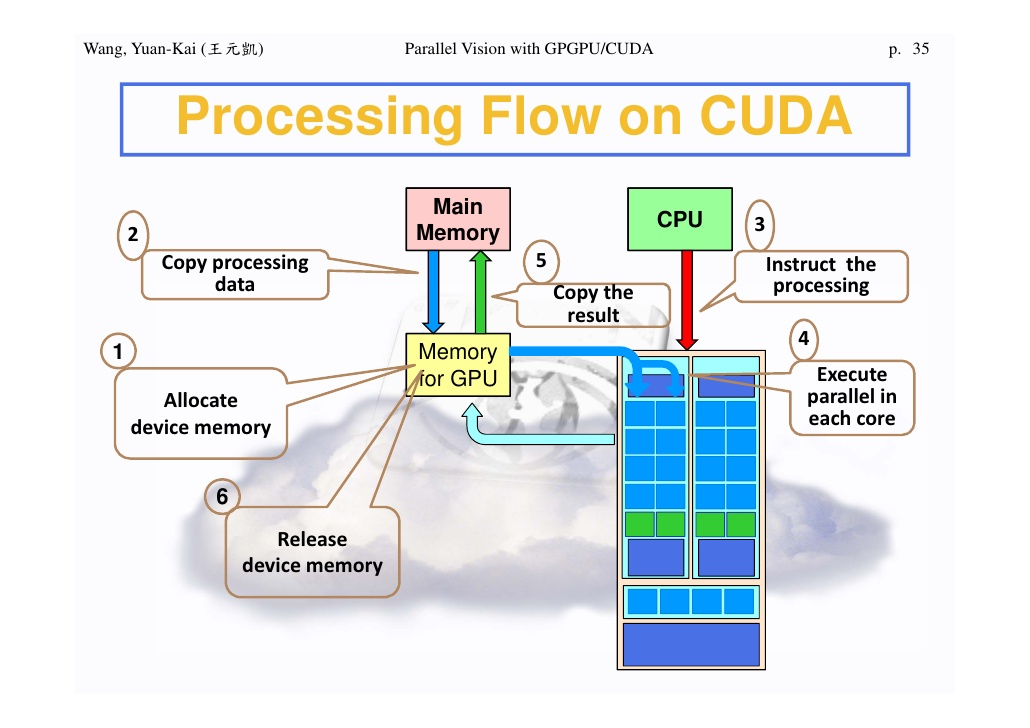 Wang, Yuan-Kai (王元凱)
Parallel Vision with GPGPU/CUDA
p. 35
Processing Flow on CUDA
Main
Memory
CPU
2
Copy processing
data
3
Instruct the
processing
5
Copy the
result
1
Allocate
device memory
Memory
for GPU
4
Execute
parallel in
each core
6
Release
device memory